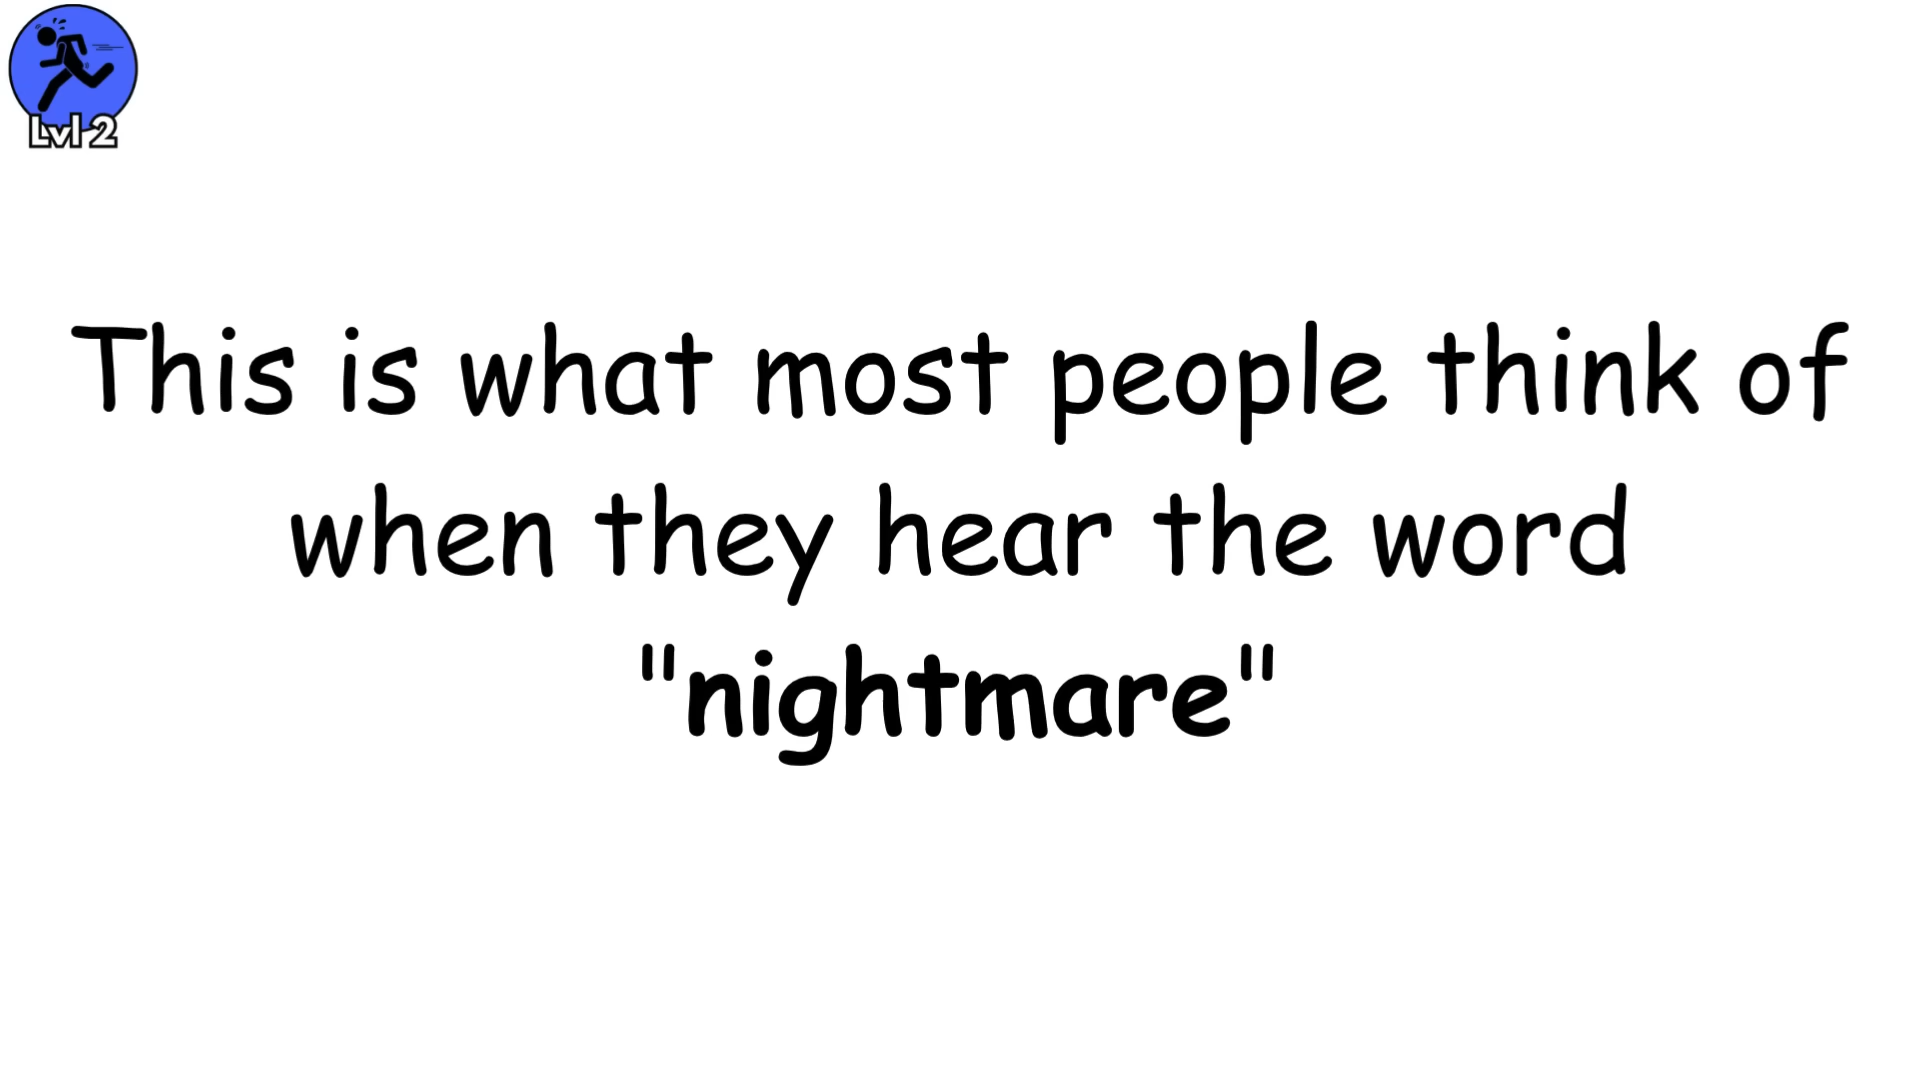 Lvl 2
This is what most people think of
when they hear the word
"nightmare"